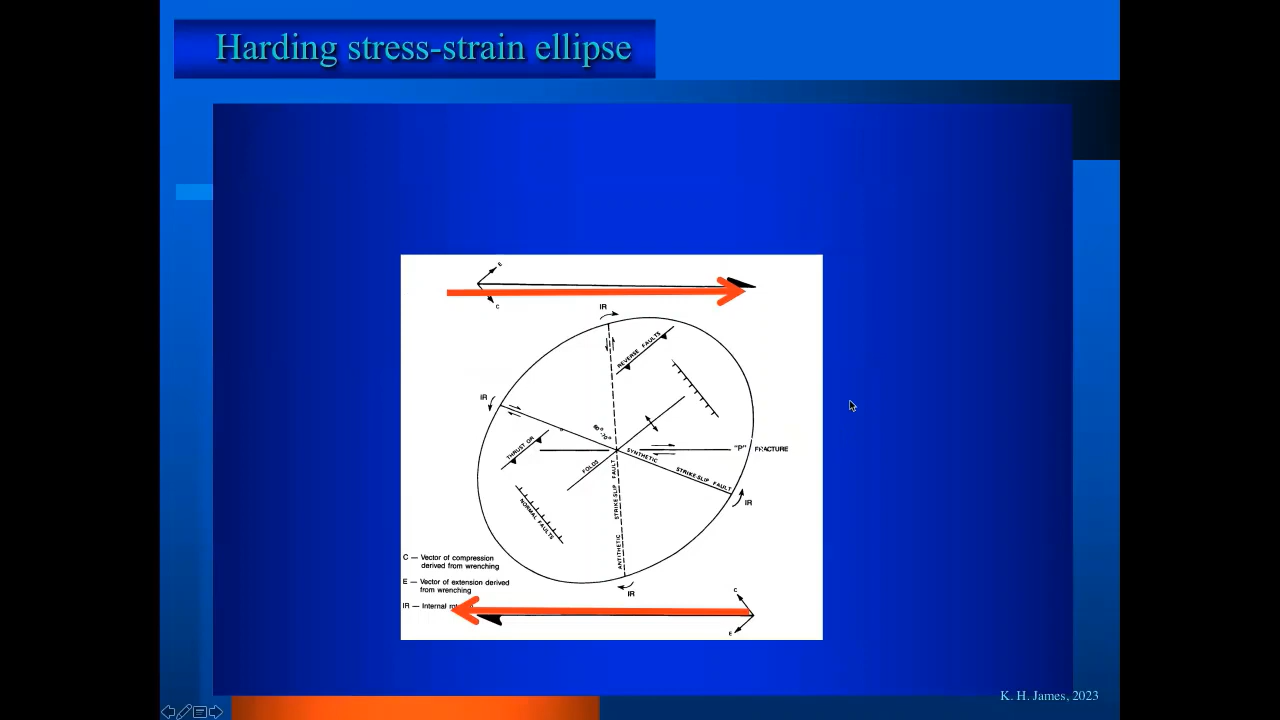 Harding stress-strain ellipse
E
C
IR
REVERSE FAULTS
IR
THRUST OR
"P" FRACTURE
SYNTHETIC
STRIKE-SLIP FAULT
FOLDS
STRIKE-SLIP FAULT
ANTITHETIC
NORMAL FAULTS
IR
C — Vector of compression
derived from wrenching
E — Vector of extension derived
from wrenching
IR — Internal
IR
C
E
K. H. James, 2023